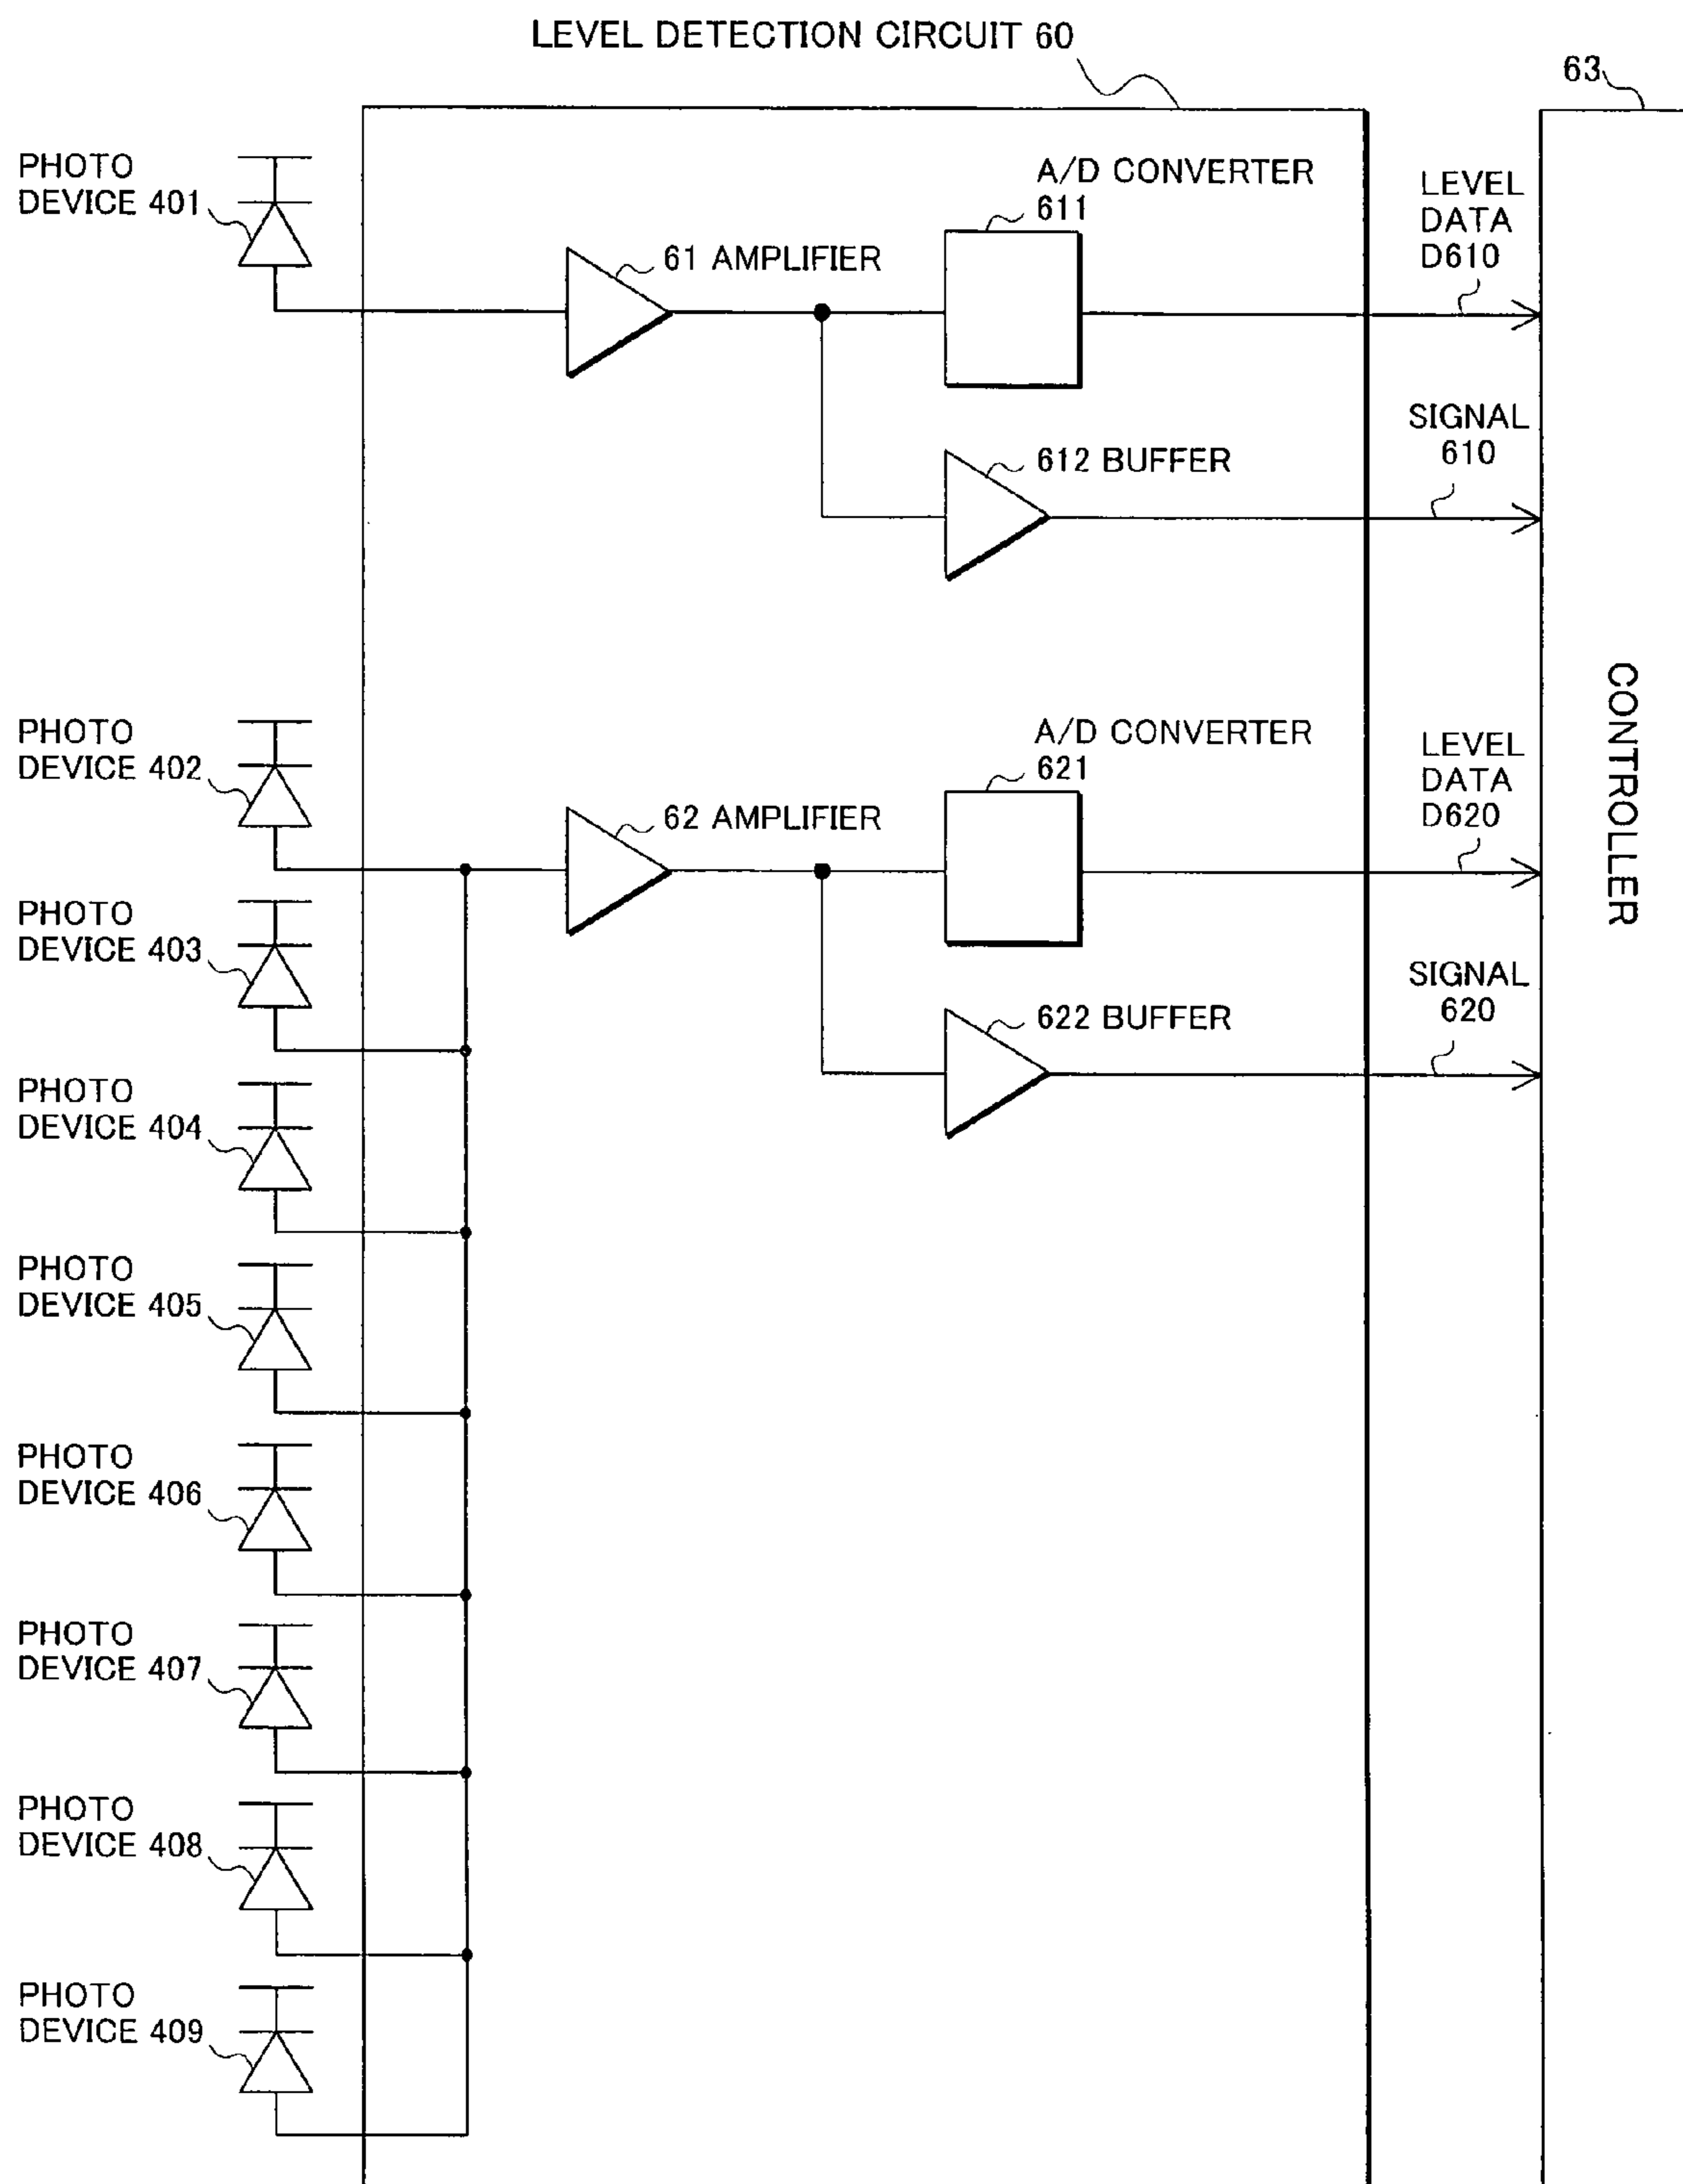 LEVEL DETECTION CIRCUIT 60
63
PHOTO
DEVICE 401
A/D CONVERTER
611
LEVEL
DATA
D610
61 AMPLIFIER
SIGNAL
610
612 BUFFER
CONTROLLER
PHOTO
DEVICE 402
A/D CONVERTER
621
LEVEL
DATA
D620
62 AMPLIFIER
PHOTO
DEVICE 403
SIGNAL
620
622 BUFFER
PHOTO
DEVICE 404
PHOTO
DEVICE 405
PHOTO
DEVICE 406
PHOTO
DEVICE 407
PHOTO
DEVICE 408
PHOTO
DEVICE 409